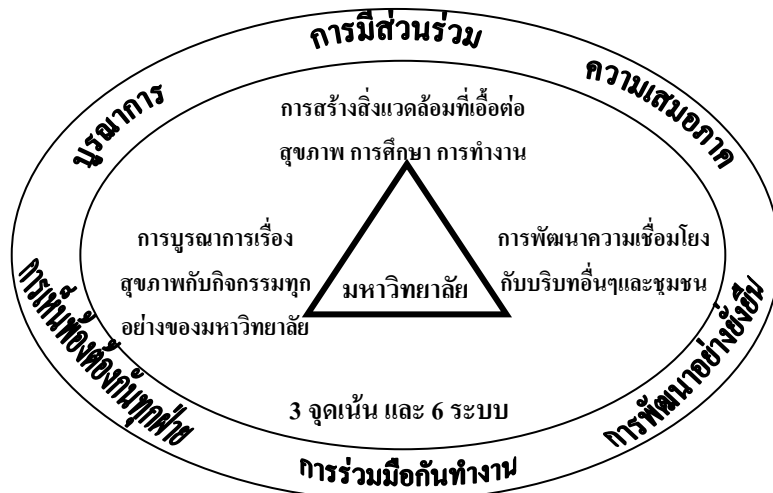 การมีส่วนร่วม
บูรณาการ
ความเสมอภาค
การสร้างสิ่งแวดล้อมที่เอื้อต่อ
สุขภาพ การศึกษา การทำงาน
การบูรณาการเรื่อง
สุขภาพกับกิจกรรมทุก
อย่างของมหาวิทยาลัย
มหาวิทยาลัย
การพัฒนาความเชื่อมโยง
กับบริบทอื่นๆและชุมชน
การเห็นพ้องต้องกันทุกฝ่าย
การพัฒนาอย่างยั่งยืน
3 จุดเน้น และ 6 ระบบ
การร่วมมือกันทำงาน